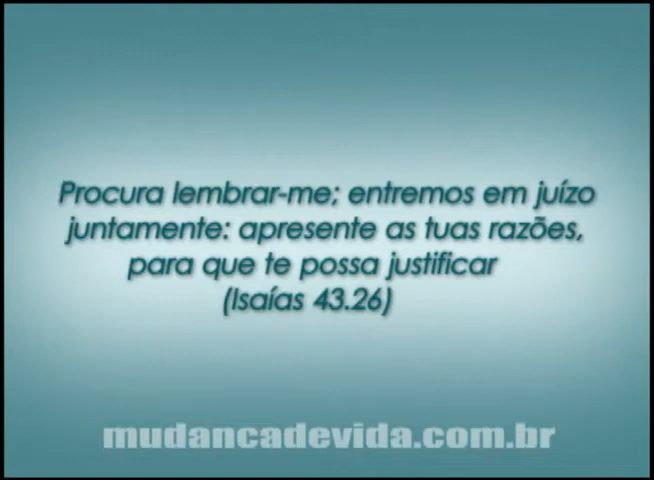 Procura lembrar-me; entremos em juízo
juntamente: apresente as tuas razões,
para que te possa justificar
(Isaías 43.26)
mudancadevida.com.br